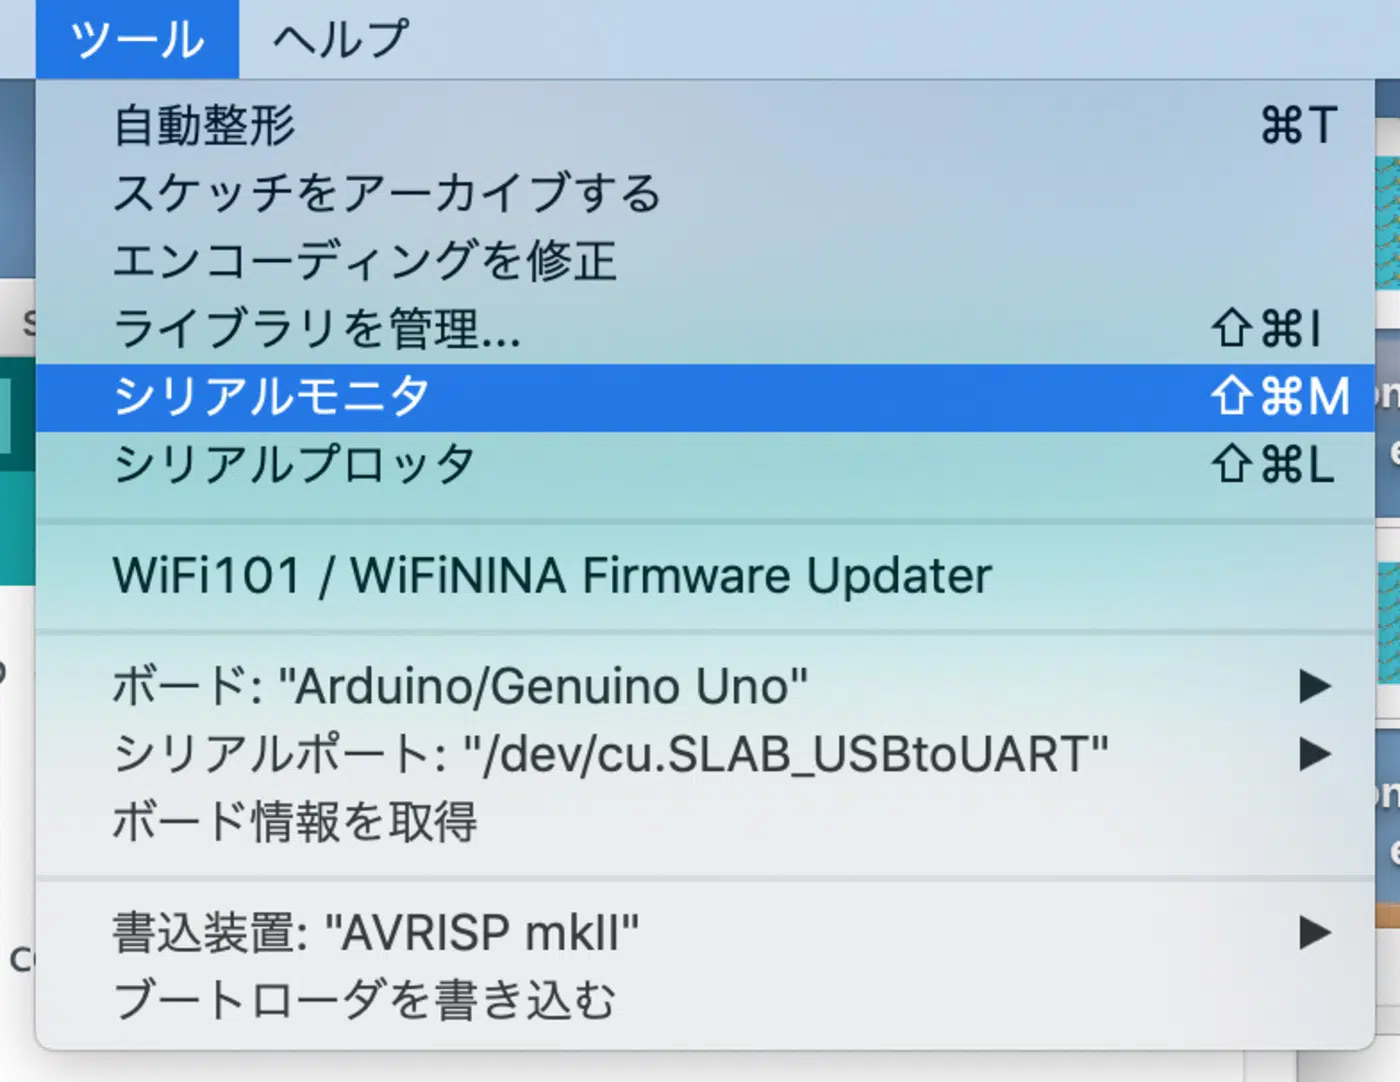 ツール ヘルプ
自動整形 ⌘T
スケッチをアーカイブする
エンコーディングを修正
ライブラリを管理... ⇧⌘I
シリアルモニタ ⇧⌘M
シリアルプロッタ ⇧⌘L
WiFi101 / WiFiNINA Firmware Updater
ボード: "Arduino/Genuino Uno" ▶
シリアルポート: "/dev/cu.SLAB_USBtoUART" ▶
ボード情報を取得
書込装置: "AVRISP mkII" ▶
ブートローダを書き込む